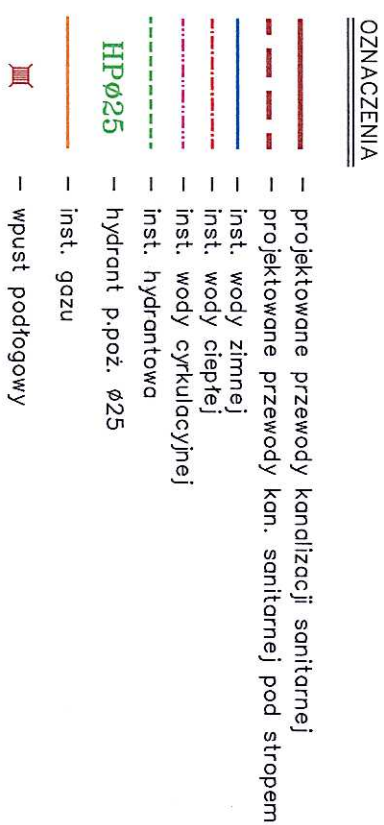 OZNACZENIA
– projektowane przewody kanalizacji sanitarnej
– projektowane przewody kan. sanitarnej pod stropem
– inst. wody zimnej
– inst. wody ciepłej
– inst. wody cyrkulacyjnej
– inst. hydrantowa
HPø25 – hydrant p.poż. ø25
– inst. gazu
– wpust podłogowy